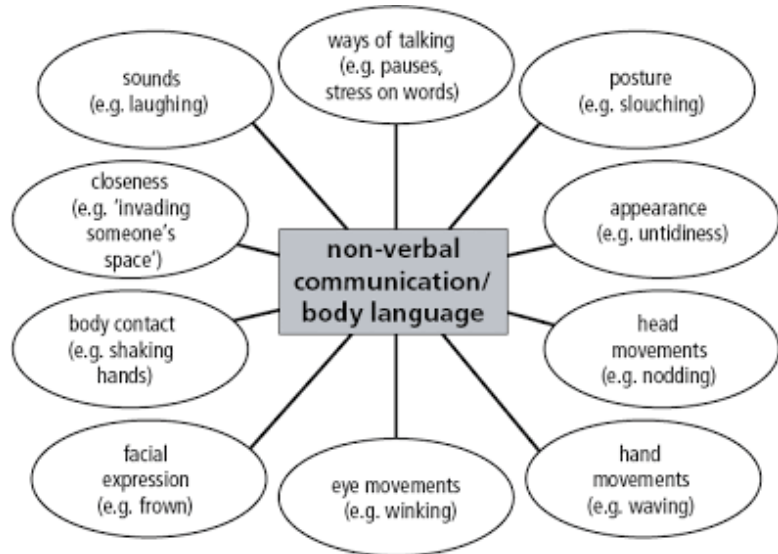 ways of talking
(e.g. pauses,
stress on words)
sounds
(e.g. laughing)
posture
(e.g. slouching)
closeness
(e.g. ‘invading
someone’s
space’)
appearance
(e.g. untidiness)
non-verbal
communication/
body language
body contact
(e.g. shaking
hands)
head
movements
(e.g. nodding)
facial
expression
(e.g. frown)
eye movements
(e.g. winking)
hand
movements
(e.g. waving)